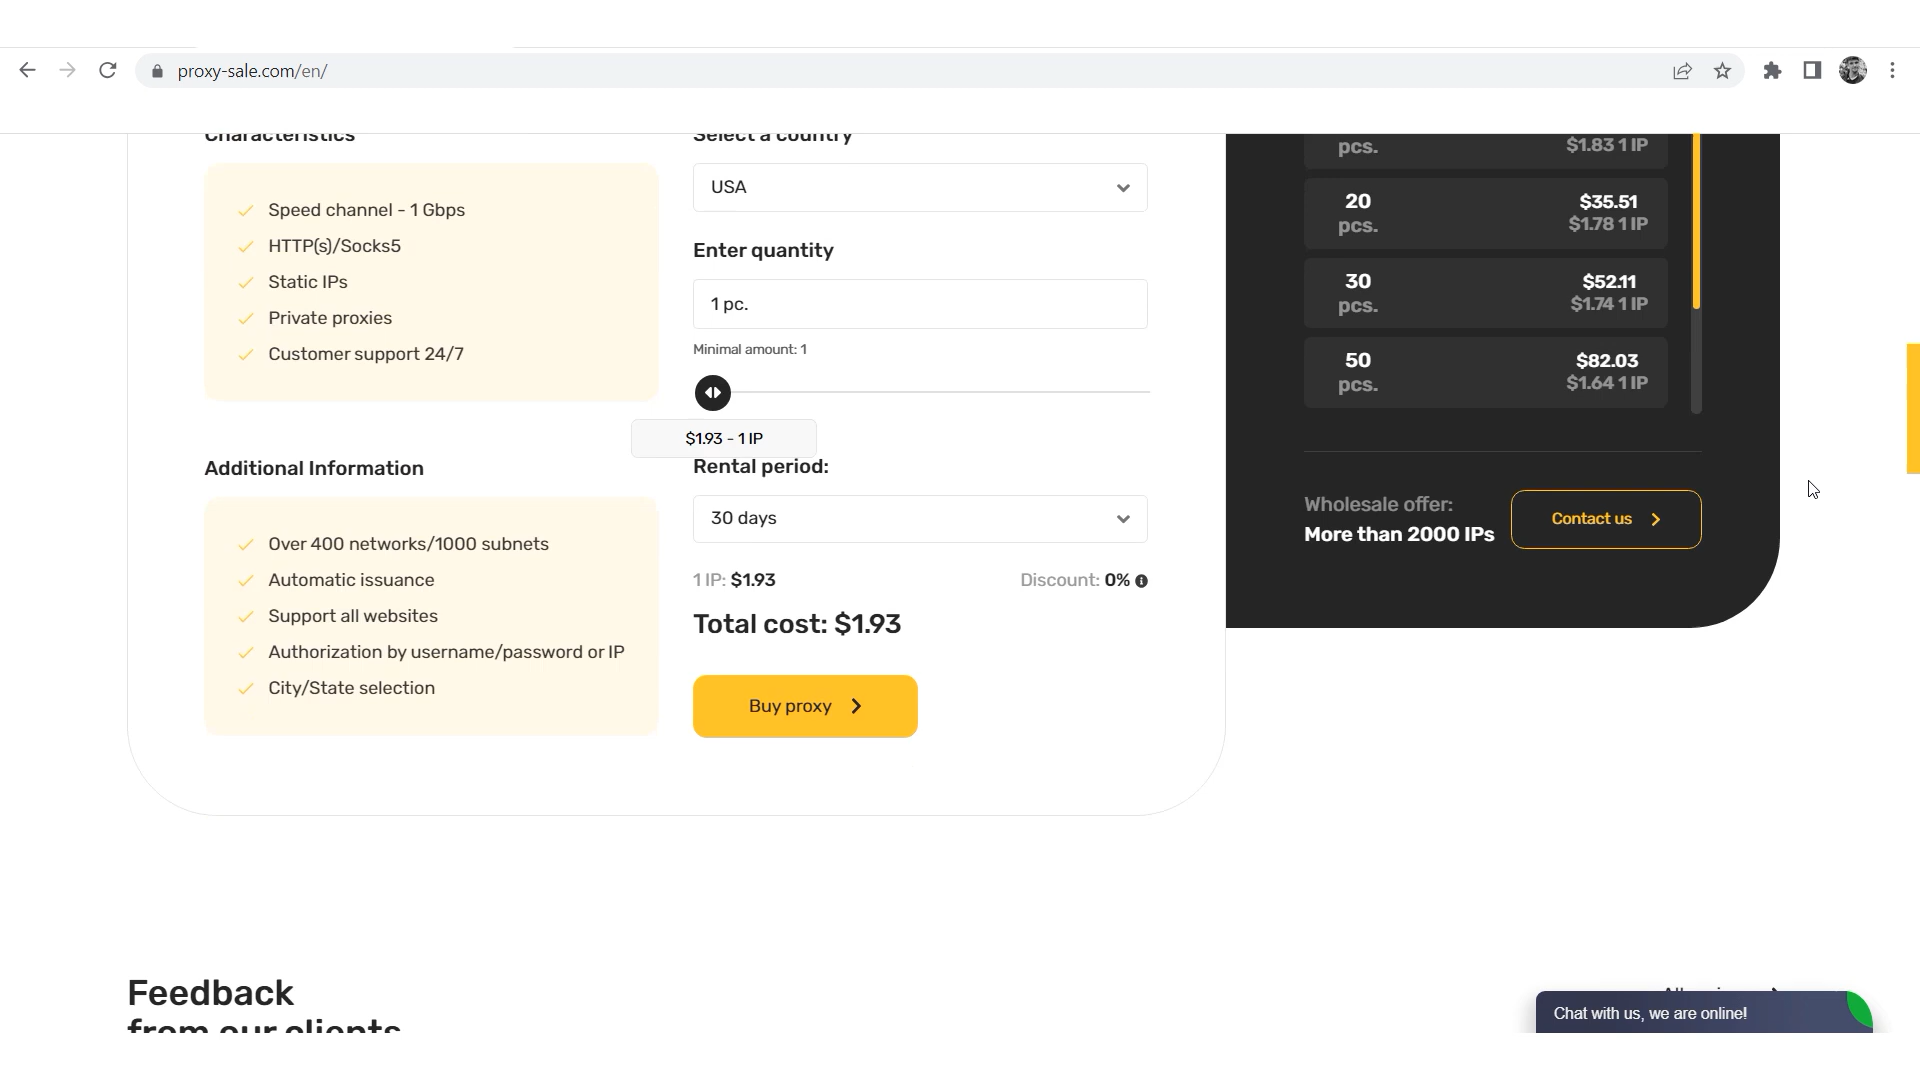 proxy-sale.com/en/
Characteristics
Speed channel - 1 Gbps
HTTP(s)/Socks5
Static IPs
Private proxies
Customer support 24/7
Additional Information
Over 400 networks/1000 subnets
Automatic issuance
Support all websites
Authorization by username/password or IP
City/State selection
Select a country
USA
Enter quantity
1 pc.
Minimal amount: 1
$1.93 - 1 IP
Rental period:
30 days
1 IP: $1.93
Discount: 0%
Total cost: $1.93
Buy proxy
pcs.
$1.83 1 IP
20
pcs.
$35.51
$1.78 1 IP
30
pcs.
$52.11
$1.74 1 IP
50
pcs.
$82.03
$1.64 1 IP
Wholesale offer:
More than 2000 IPs
Contact us
Feedback
from our clients
Chat with us, we are online!